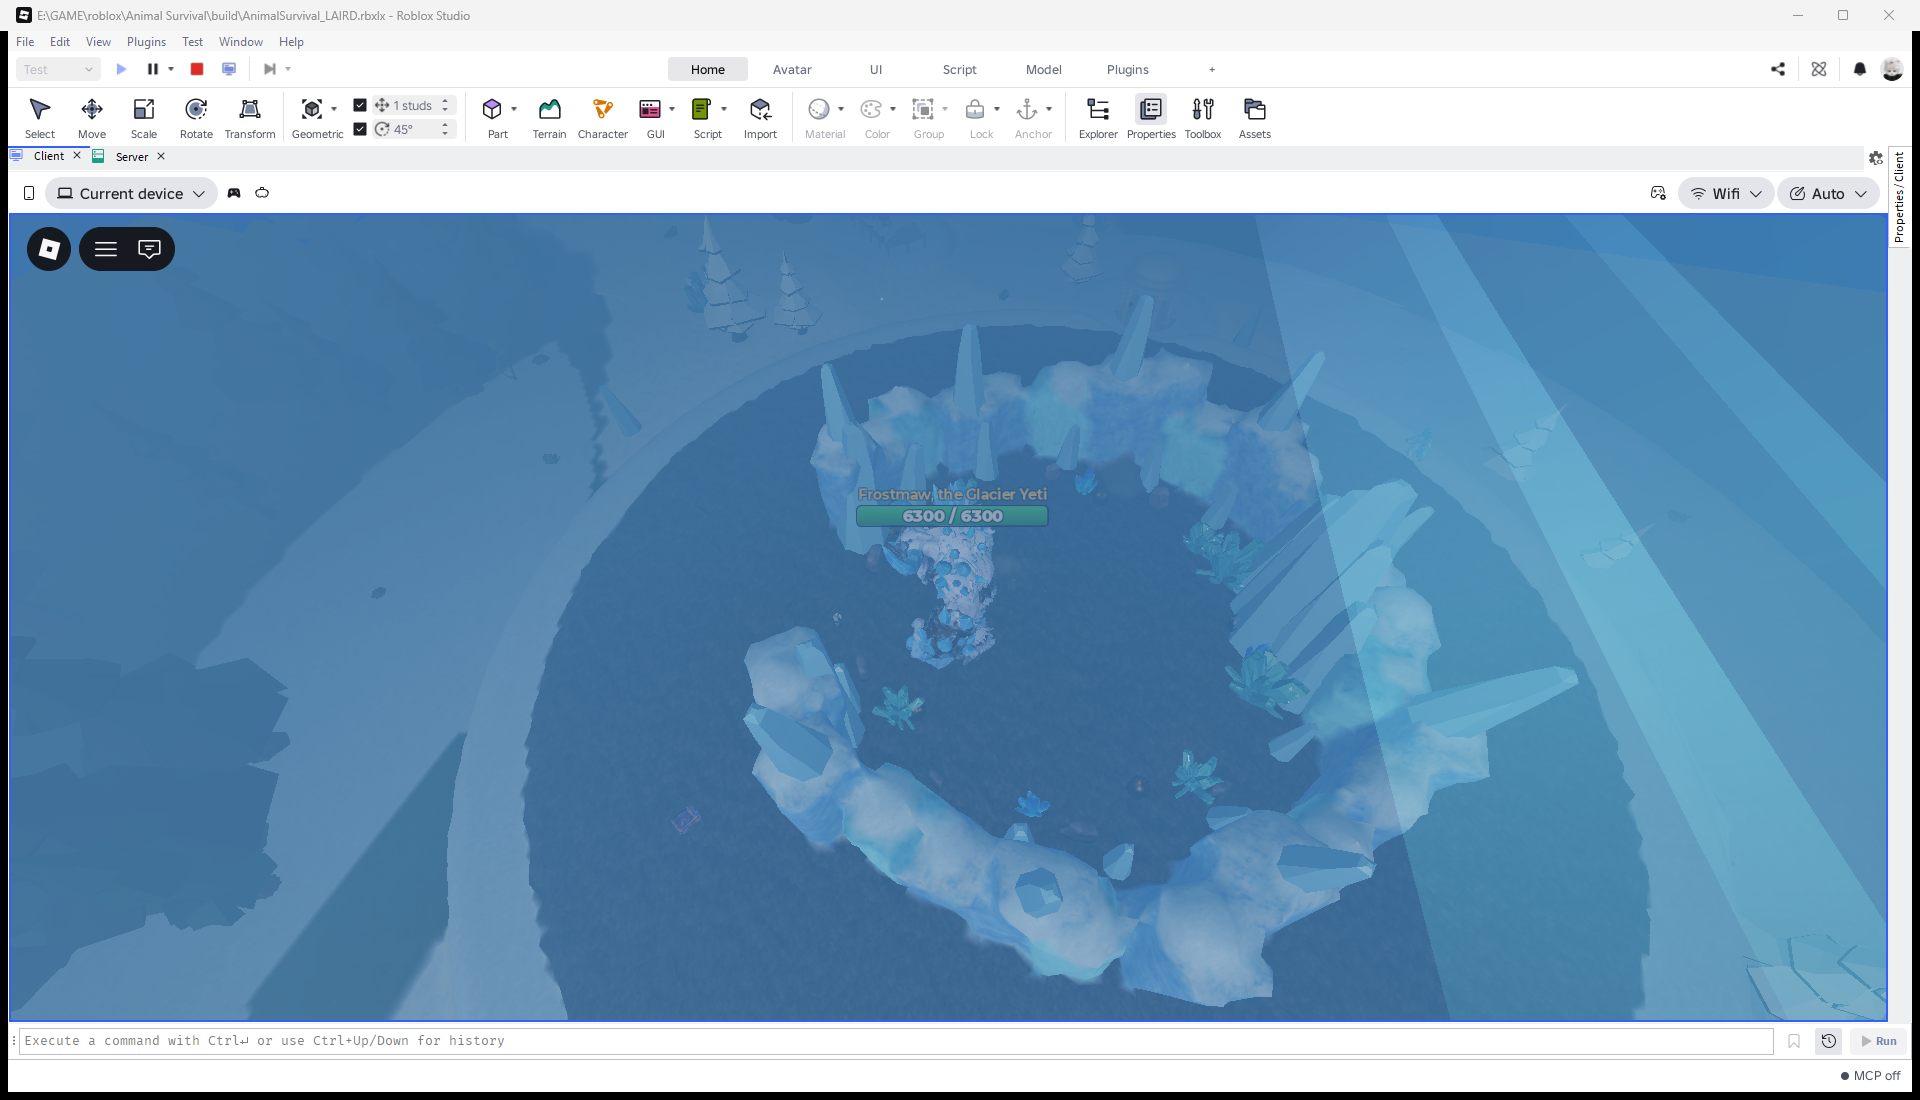 E:\GAME\roblox\Animal Survival\build\AnimalSurvival_LAIRD.rbxlx - Roblox Studio
File Edit View Plugins Test Window Help
Test
Home Avatar UI Script Model Plugins +
1 studs
45°
Select Move Scale Rotate Transform Geometric Part Terrain Character GUI Script Import Material Color Group Lock Anchor Explorer Properties Toolbox Assets
Client Server
Properties / Client
Current device
Wifi
Auto
Frostmaw, the Glacier Yeti
6300 / 6300
Execute a command with Ctrl↵ or use Ctrl+Up/Down for history
Run
MCP off